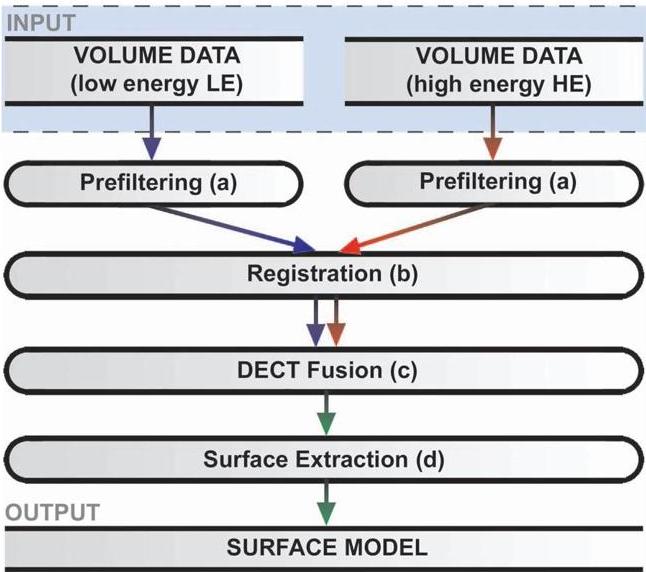 INPUT
VOLUME DATA
(low energy LE)
VOLUME DATA
(high energy HE)
Prefiltering (a)
Prefiltering (a)
Registration (b)
DECT Fusion (c)
Surface Extraction (d)
OUTPUT
SURFACE MODEL